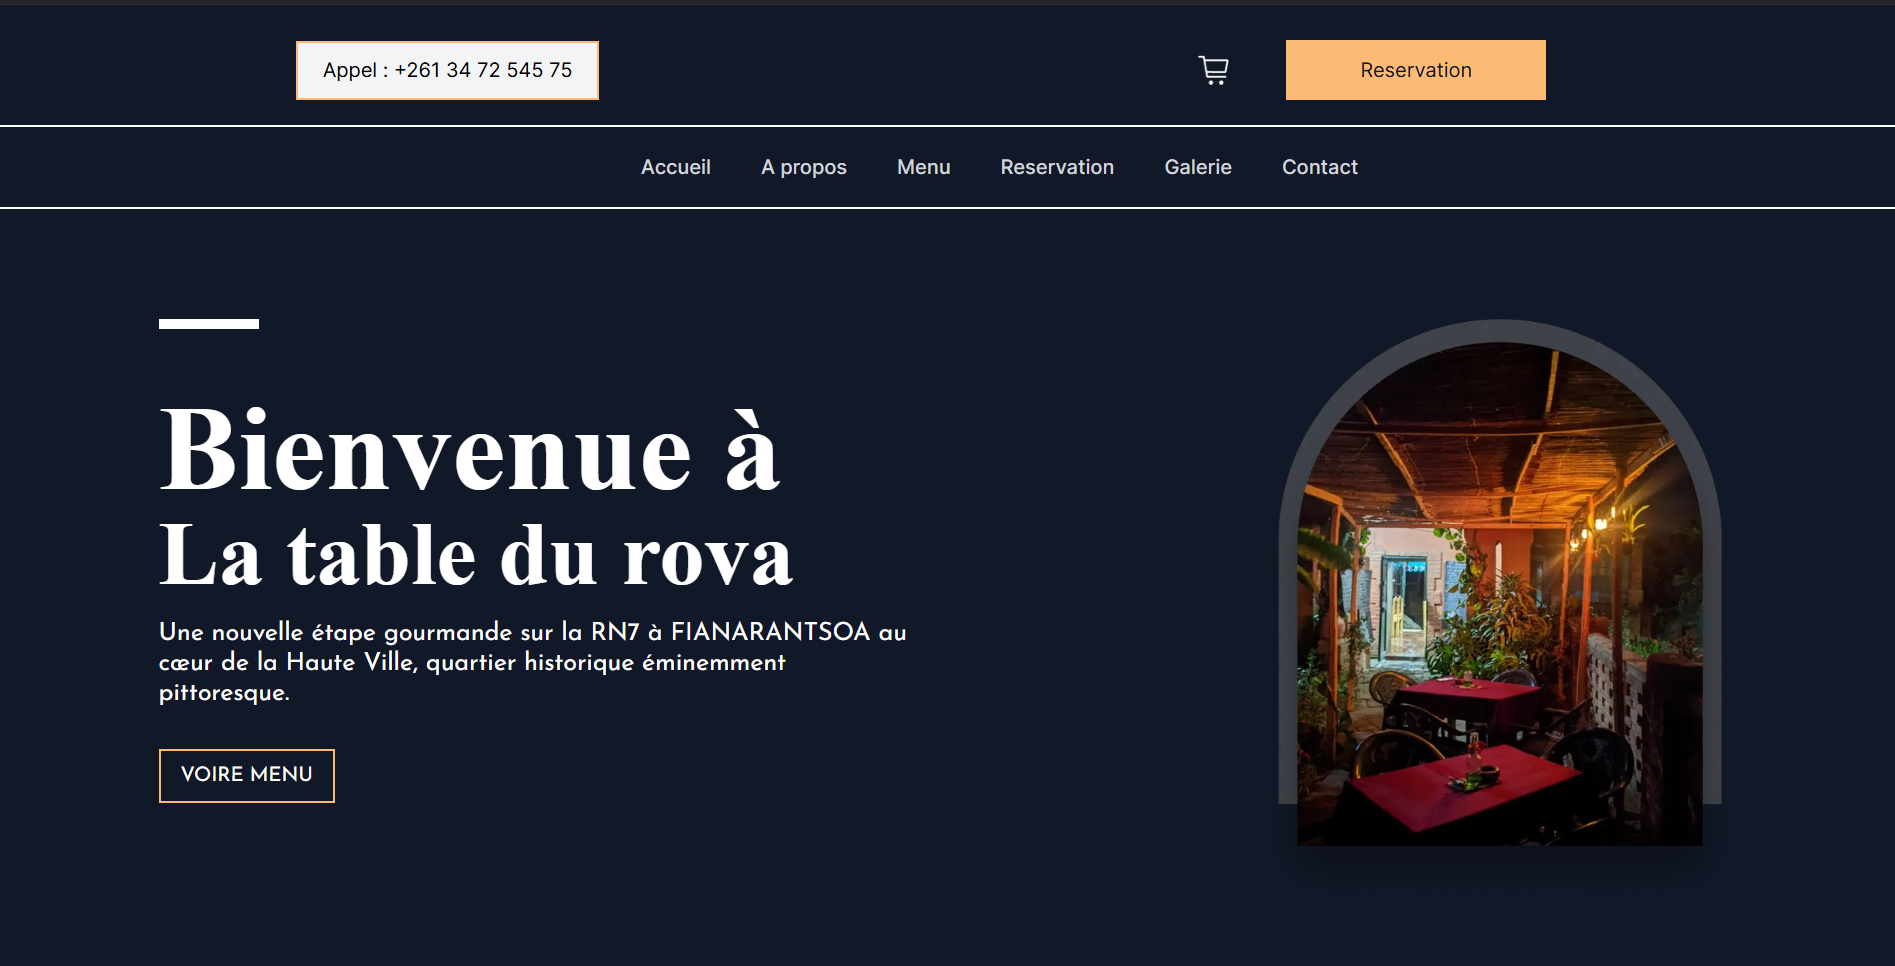 Appel : +261 34 72 545 75
Reservation
Accueil A propos Menu Reservation Galerie Contact
Bienvenue à
La table du rova
Une nouvelle étape gourmande sur la RN7 à FIANARANTSOA au
cœur de la Haute Ville, quartier historique éminemment
pittoresque.
VOIRE MENU